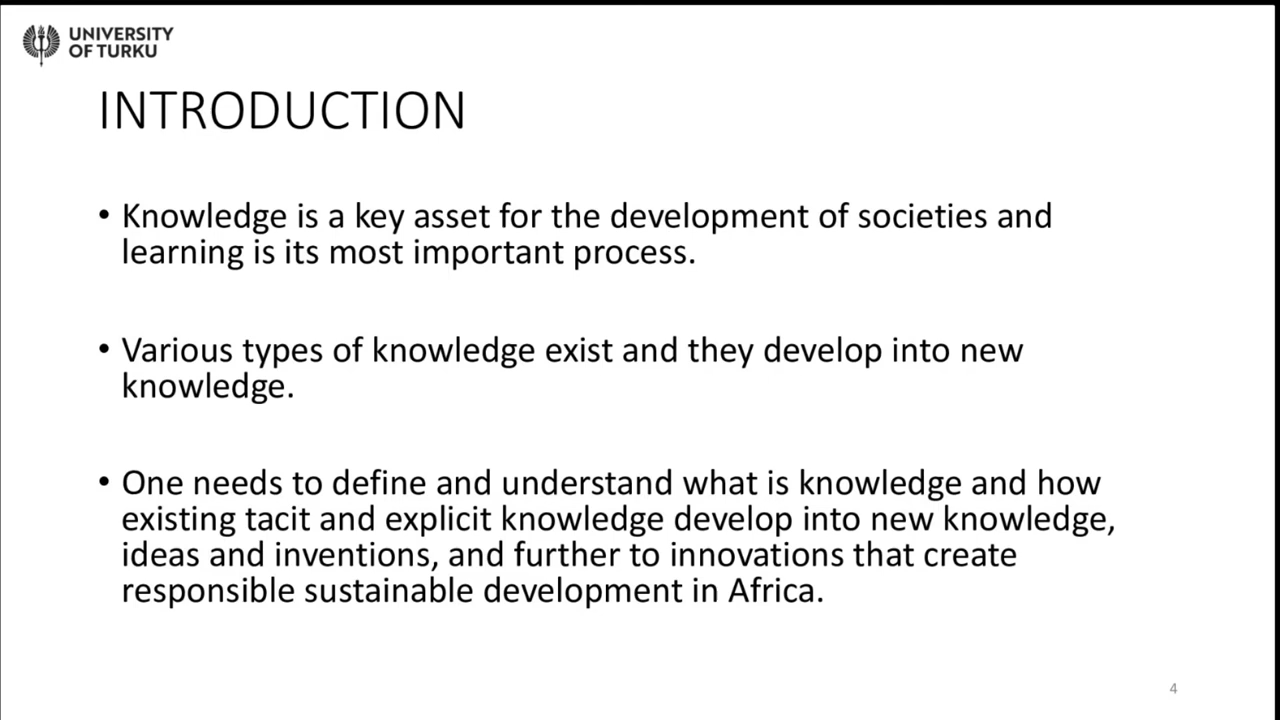 UNIVERSITY
OF TURKU
INTRODUCTION
• Knowledge is a key asset for the development of societies and
learning is its most important process.
• Various types of knowledge exist and they develop into new
knowledge.
• One needs to define and understand what is knowledge and how
existing tacit and explicit knowledge develop into new knowledge,
ideas and inventions, and further to innovations that create
responsible sustainable development in Africa.
4